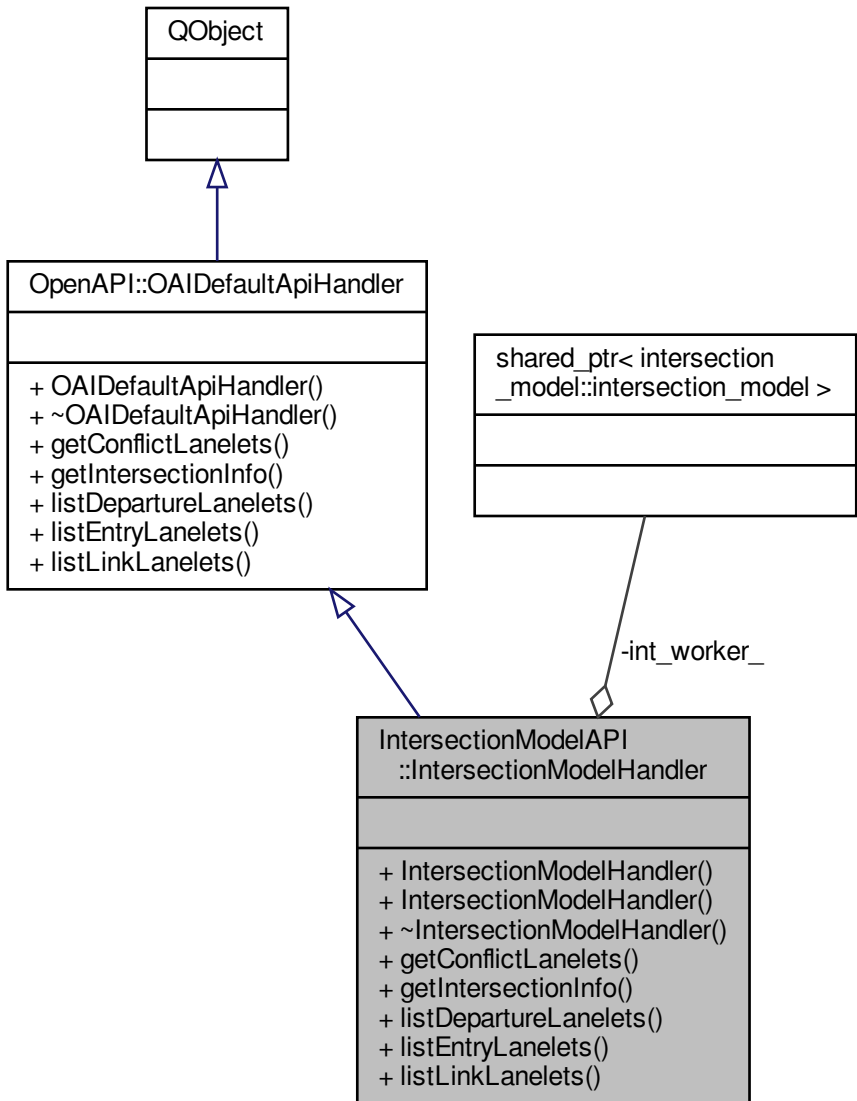 QObject
OpenAPI::OAIDefaultApiHandler
+ OAIDefaultApiHandler()
+ ~OAIDefaultApiHandler()
+ getConflictLanelets()
+ getIntersectionInfo()
+ listDepartureLanelets()
+ listEntryLanelets()
+ listLinkLanelets()
shared_ptr< intersection
_model::intersection_model >
-int_worker_
IntersectionModelAPI
::IntersectionModelHandler
+ IntersectionModelHandler()
+ IntersectionModelHandler()
+ ~IntersectionModelHandler()
+ getConflictLanelets()
+ getIntersectionInfo()
+ listDepartureLanelets()
+ listEntryLanelets()
+ listLinkLanelets()